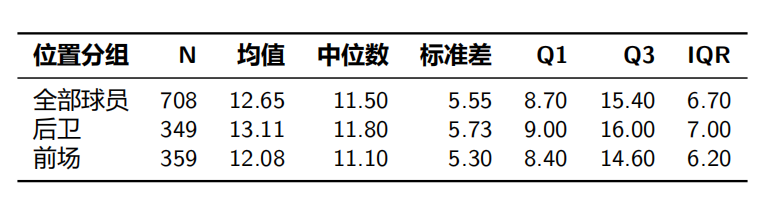 位置分组 N 均值 中位数 标准差 Q1 Q3 IQR
全部球员 708 12.65 11.50 5.55 8.70 15.40 6.70
后卫 349 13.11 11.80 5.73 9.00 16.00 7.00
前场 359 12.08 11.10 5.30 8.40 14.60 6.20